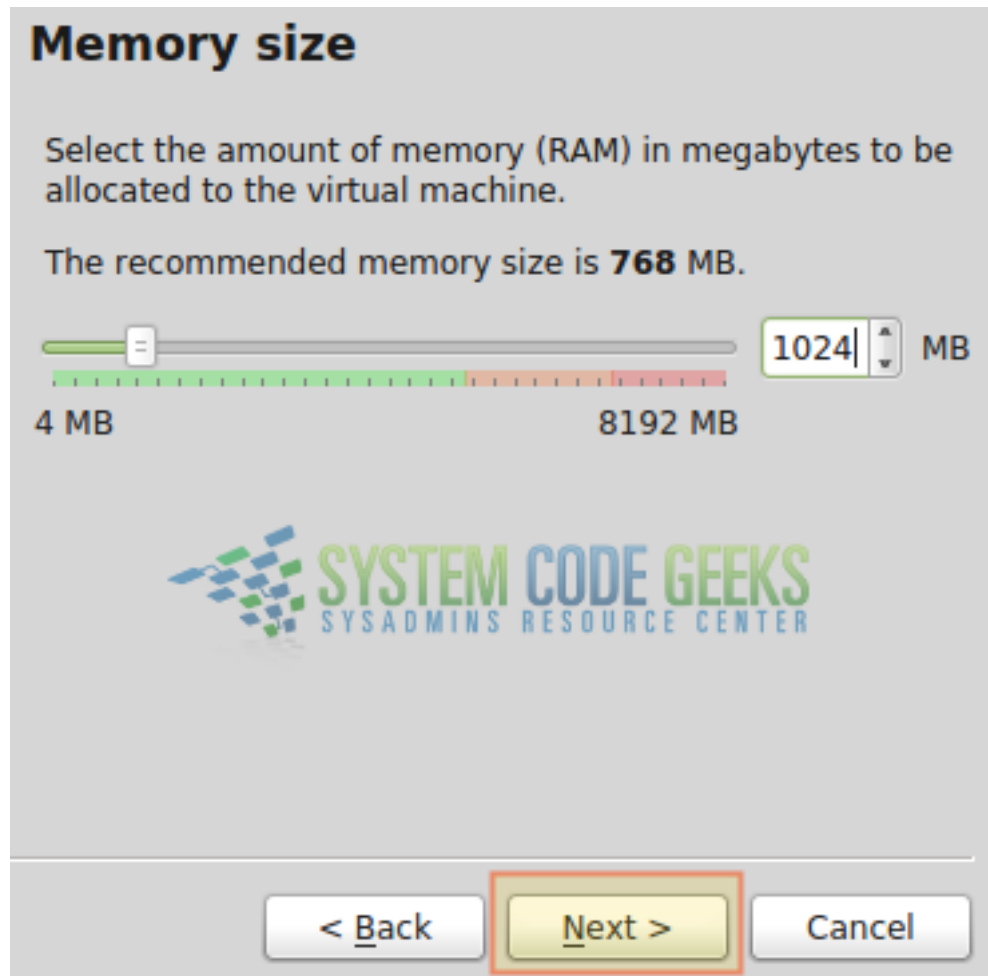 Memory size
Select the amount of memory (RAM) in megabytes to be
allocated to the virtual machine.
The recommended memory size is 768 MB.
1024 MB
4 MB 8192 MB
SYSTEM CODE GEEKS
SYSADMINS RESOURCE CENTER
< Back Next > Cancel